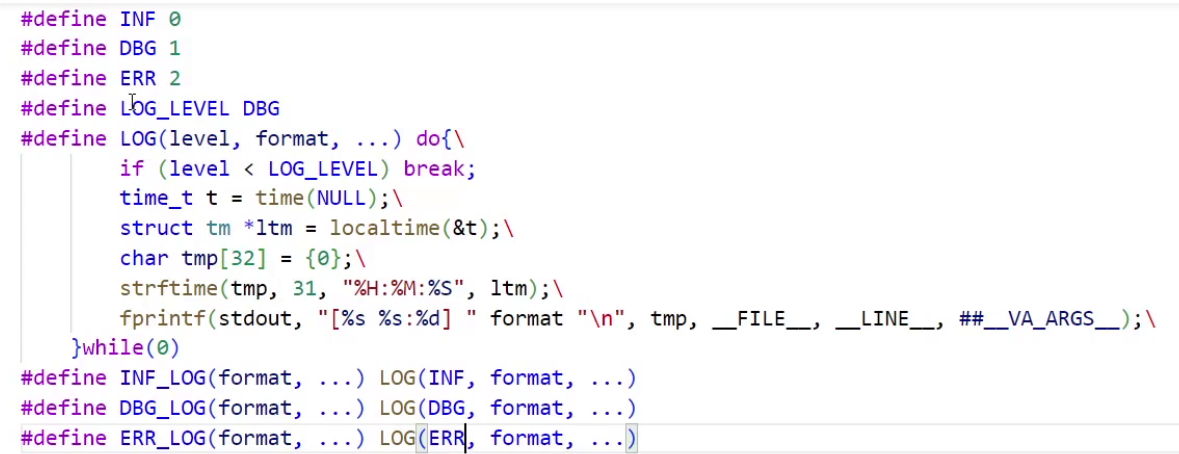 #define INF 0
#define DBG 1
#define ERR 2
#define LOG_LEVEL DBG
#define LOG(level, format, ...) do{\
        if (level < LOG_LEVEL) break;
        time_t t = time(NULL);\
        struct tm *ltm = localtime(&t);\
        char tmp[32] = {0};\
        strftime(tmp, 31, "%H:%M:%S", ltm);\
        fprintf(stdout, "[%s %s:%d] " format "\n", tmp, __FILE__, __LINE__, ##__VA_ARGS__);\
    }while(0)
#define INF_LOG(format, ...) LOG(INF, format, ...)
#define DBG_LOG(format, ...) LOG(DBG, format, ...)
#define ERR_LOG(format, ...) LOG(ERR, format, ...)